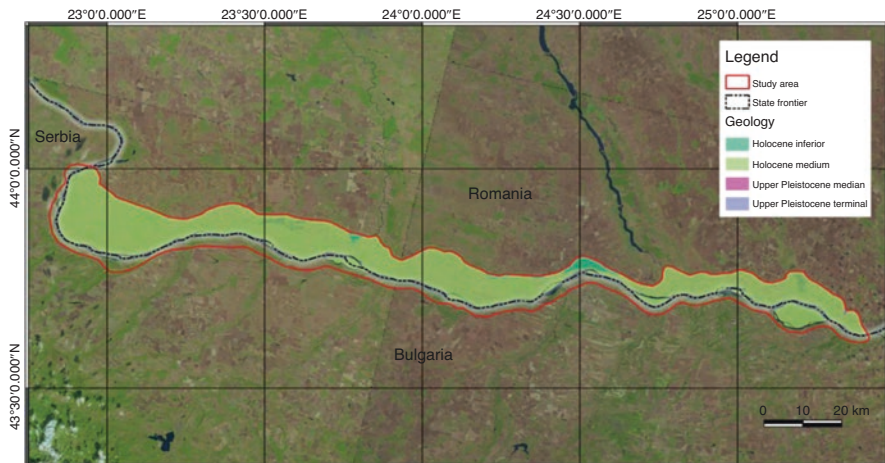 23°0'0.000"E
23°30'0.000"E
24°0'0.000"E
24°30'0.000"E
25°0'0.000"E
44°0'0.000"N
43°30'0.000"N
Serbia
Romania
Bulgaria
Legend
Study area
State frontier
Geology
Holocene inferior
Holocene medium
Upper Pleistocene median
Upper Pleistocene terminal
0 10 20 km